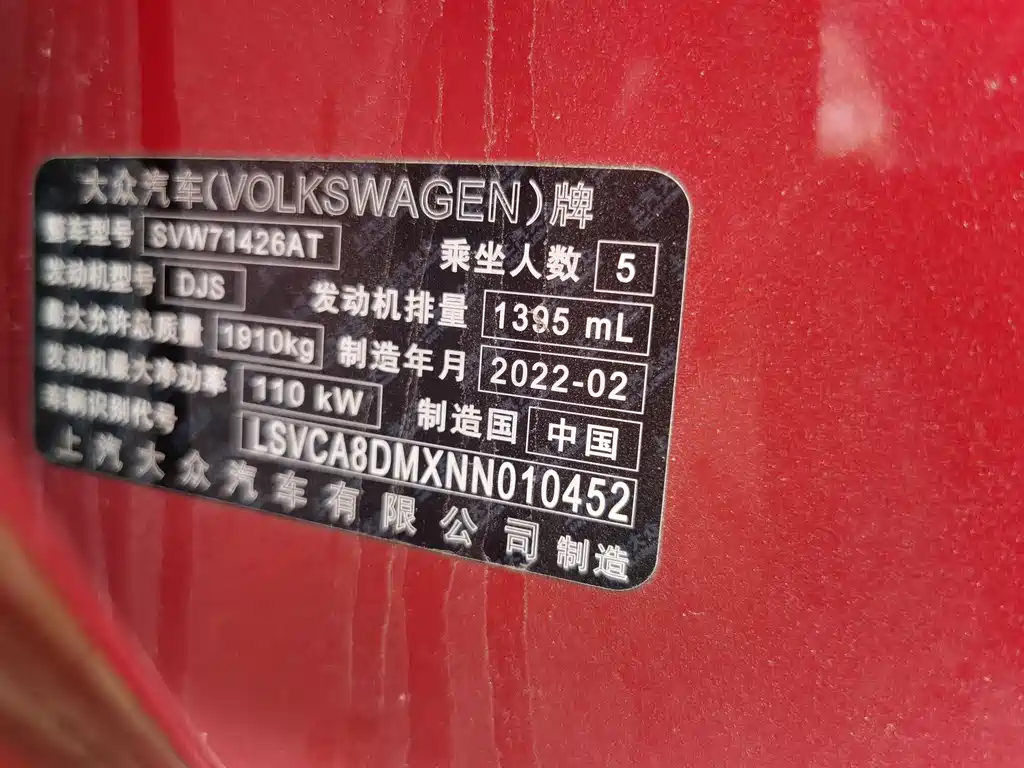 大众汽车(VOLKSWAGEN)牌
整车型号 SVW71426AT 乘坐人数 5
发动机型号 DJS 发动机排量 1395 mL
最大允许总质量 1910kg 制造年月 2022-02
发动机最大净功率 110 kW 制造国 中国
车辆识别代号 LSVCA8DMXNN010452
上汽大众汽车有限公司 制造